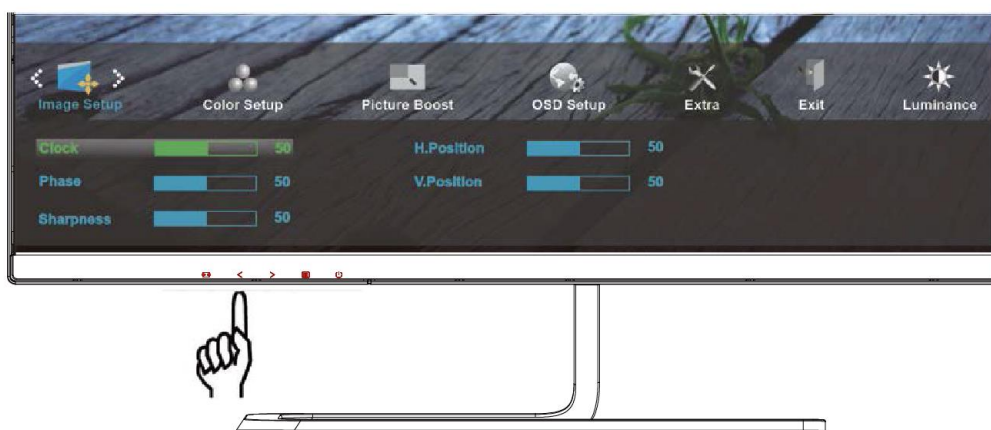 Image Setup Color Setup Picture Boost OSD Setup Extra Exit Luminance
Clock 50 H.Position 50
Phase 50 V.Position 50
Sharpness 50